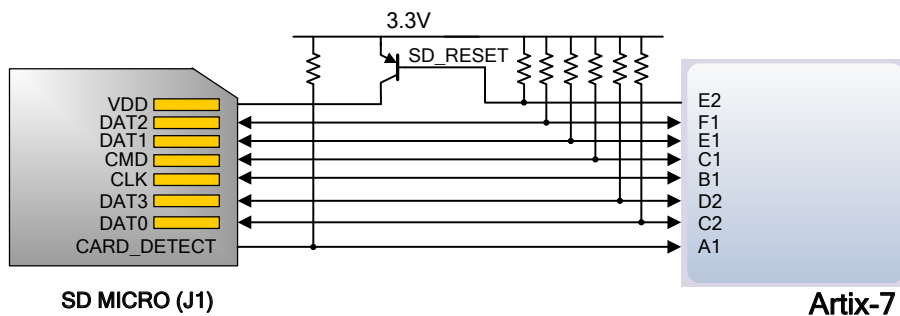 3.3V
SD_RESET
VDD
DAT2
DAT1
CMD
CLK
DAT3
DAT0
CARD_DETECT
E2
F1
E1
C1
B1
D2
C2
A1
SD MICRO (J1)
Artix-7